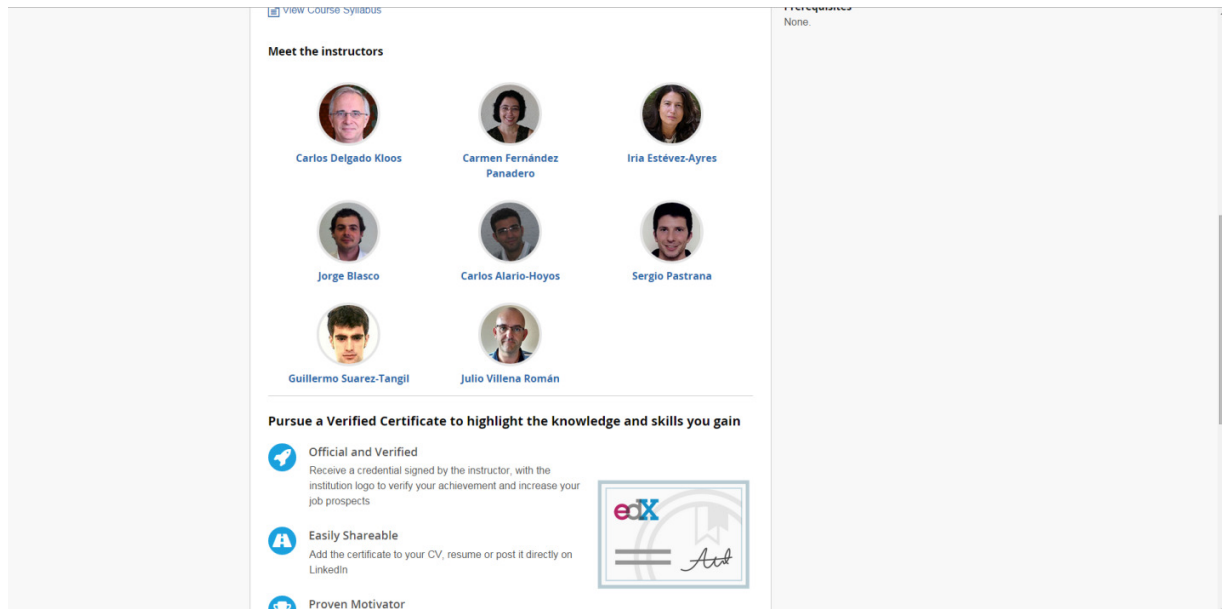 View Course Syllabus
Prerequisites
None.
Meet the instructors
Carlos Delgado Kloos
Carmen Fernández
Panadero
Iria Estévez-Ayres
Jorge Blasco
Carlos Alario-Hoyos
Sergio Pastrana
Guillermo Suarez-Tangil
Julio Villena Román
Pursue a Verified Certificate to highlight the knowledge and skills you gain
Official and Verified
Receive a credential signed by the instructor, with the
institution logo to verify your achievement and increase your
job prospects
Easily Shareable
Add the certificate to your CV, resume or post it directly on
LinkedIn
Proven Motivator
edX